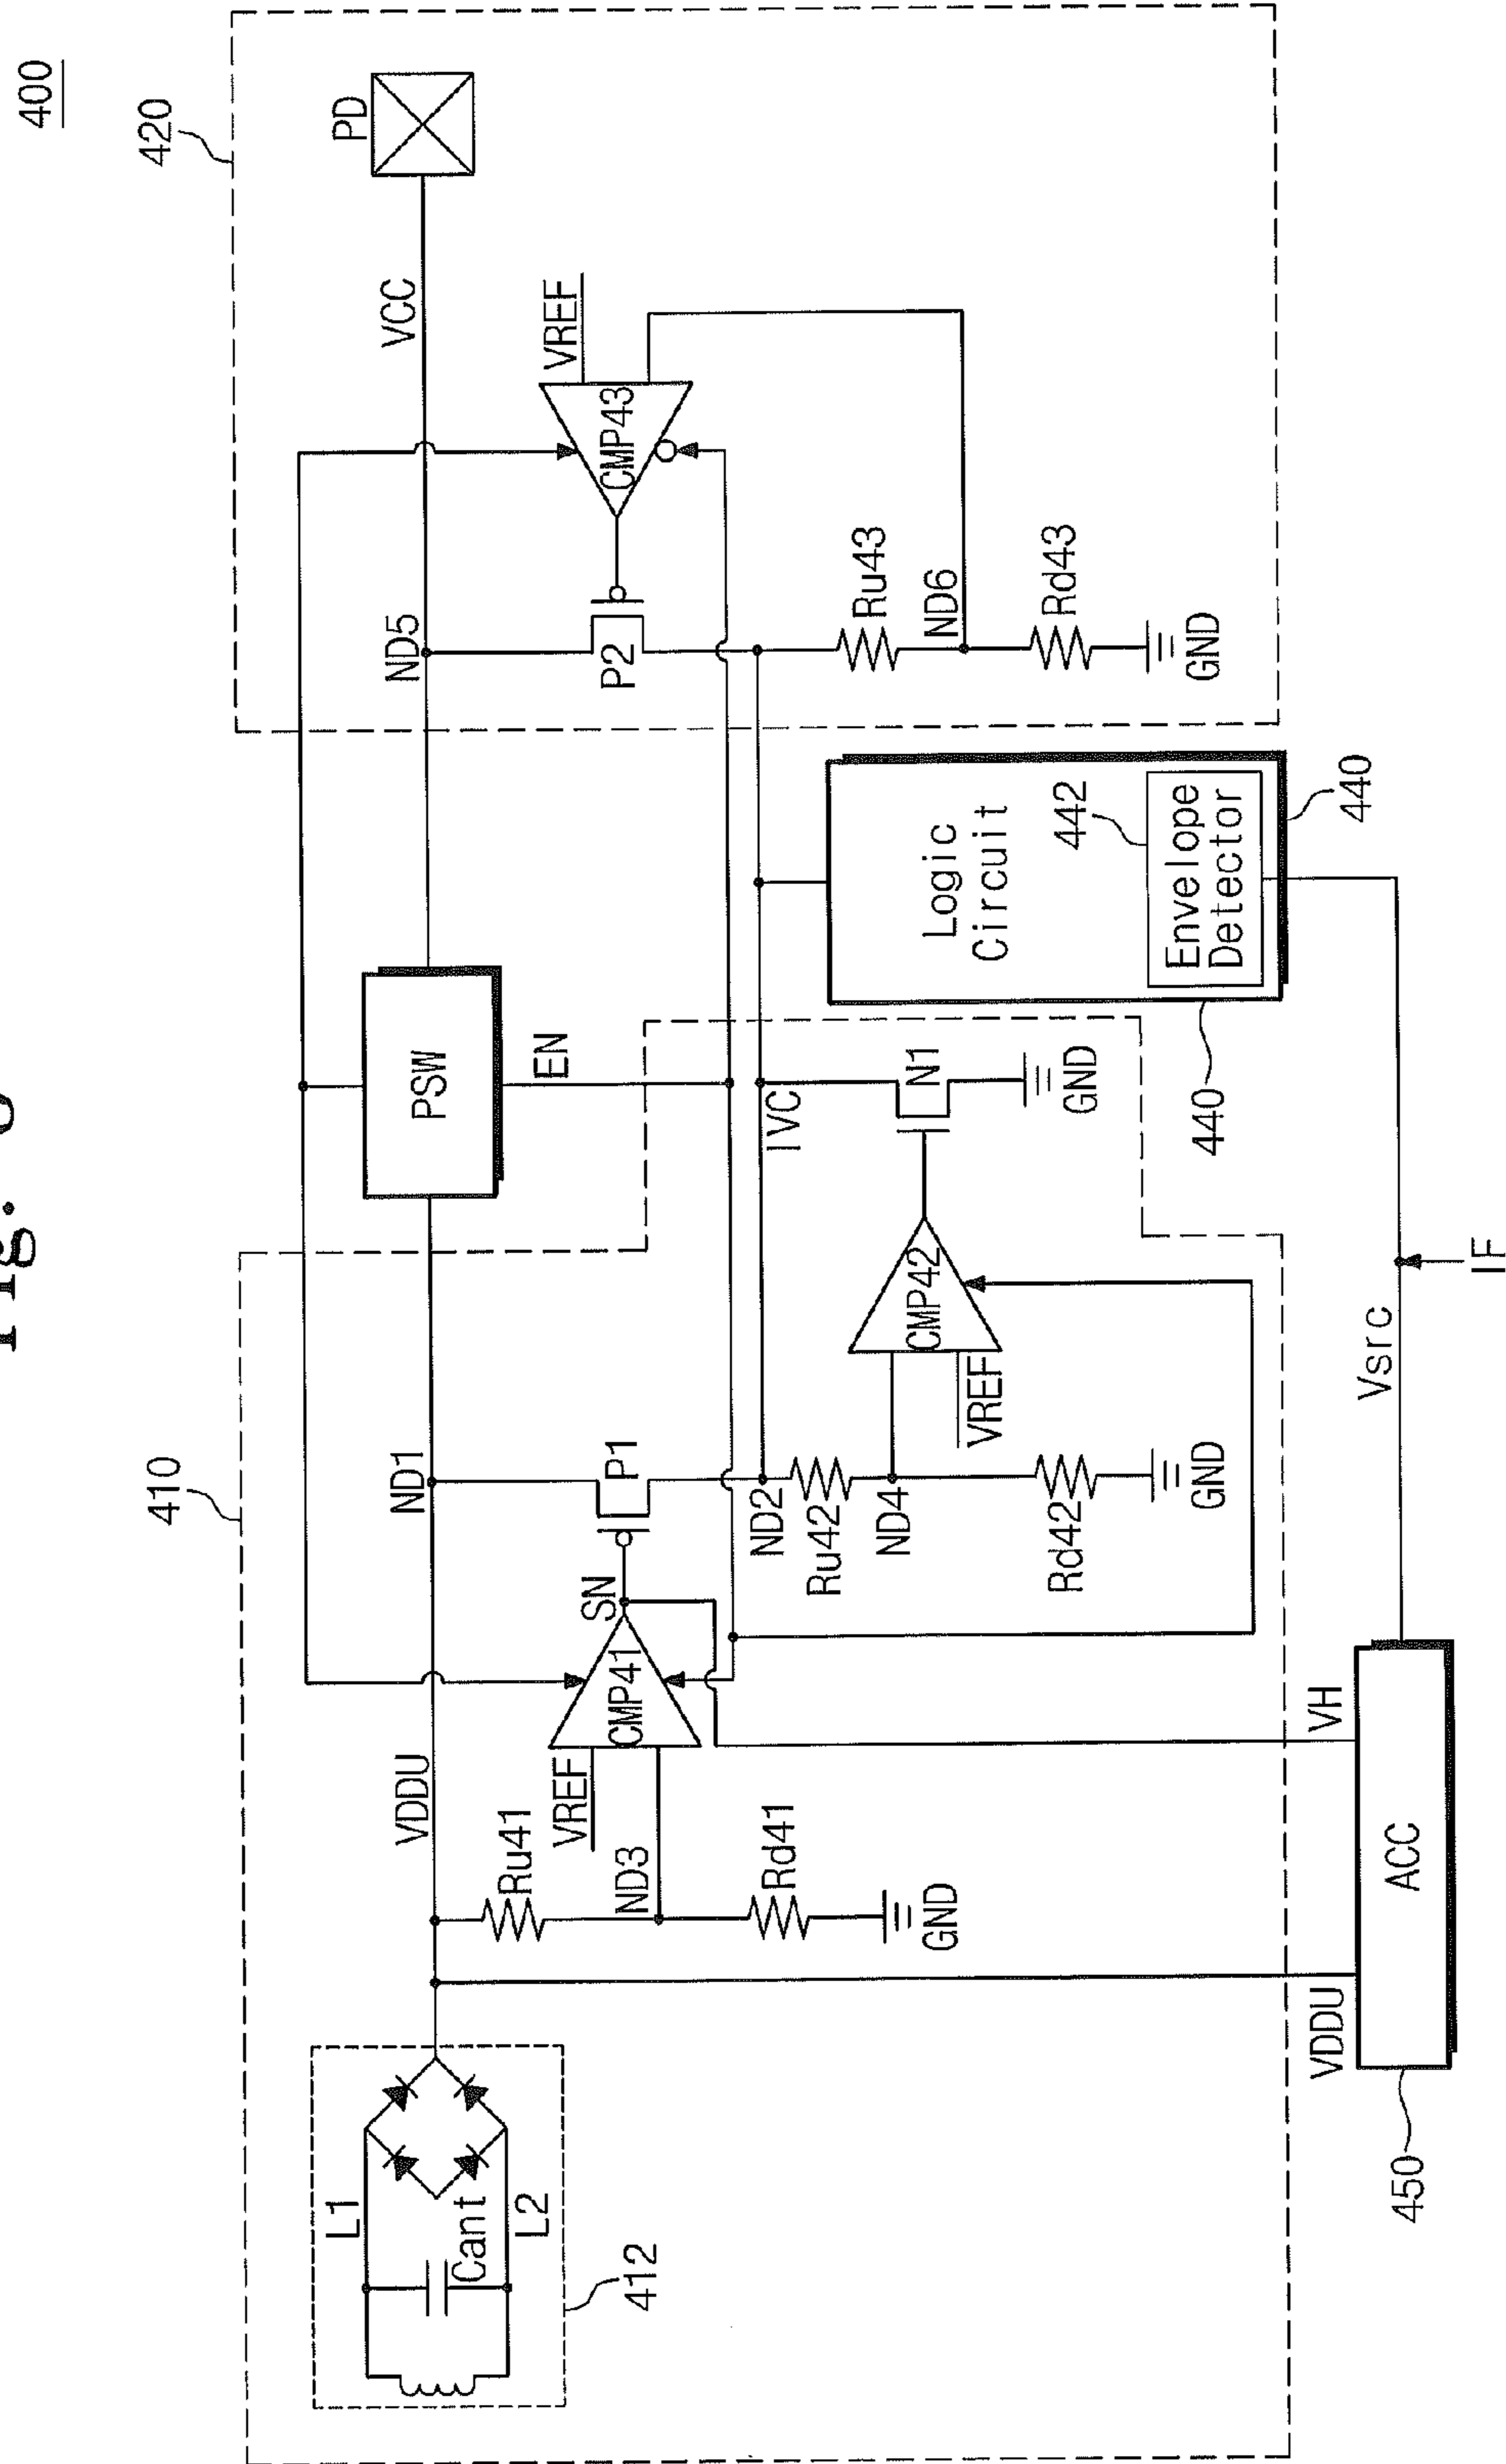 400
420
PD
VCC
VREF
CMP43
ND5
P2
Ru43
ND6
Rd43
GND
PSW
EN
Logic
Circuit
442
Envelope
Detector
440
440
IVC
N1
GND
CMP42
VREF
410
ND1
P1
SN
CMP41
VREF
ND2
Ru42
ND4
Rd42
GND
VDDU
Ru41
ND3
Rd41
GND
L1
Cant
L2
412
VDDU
VH
ACC
450
Vsrc
IF